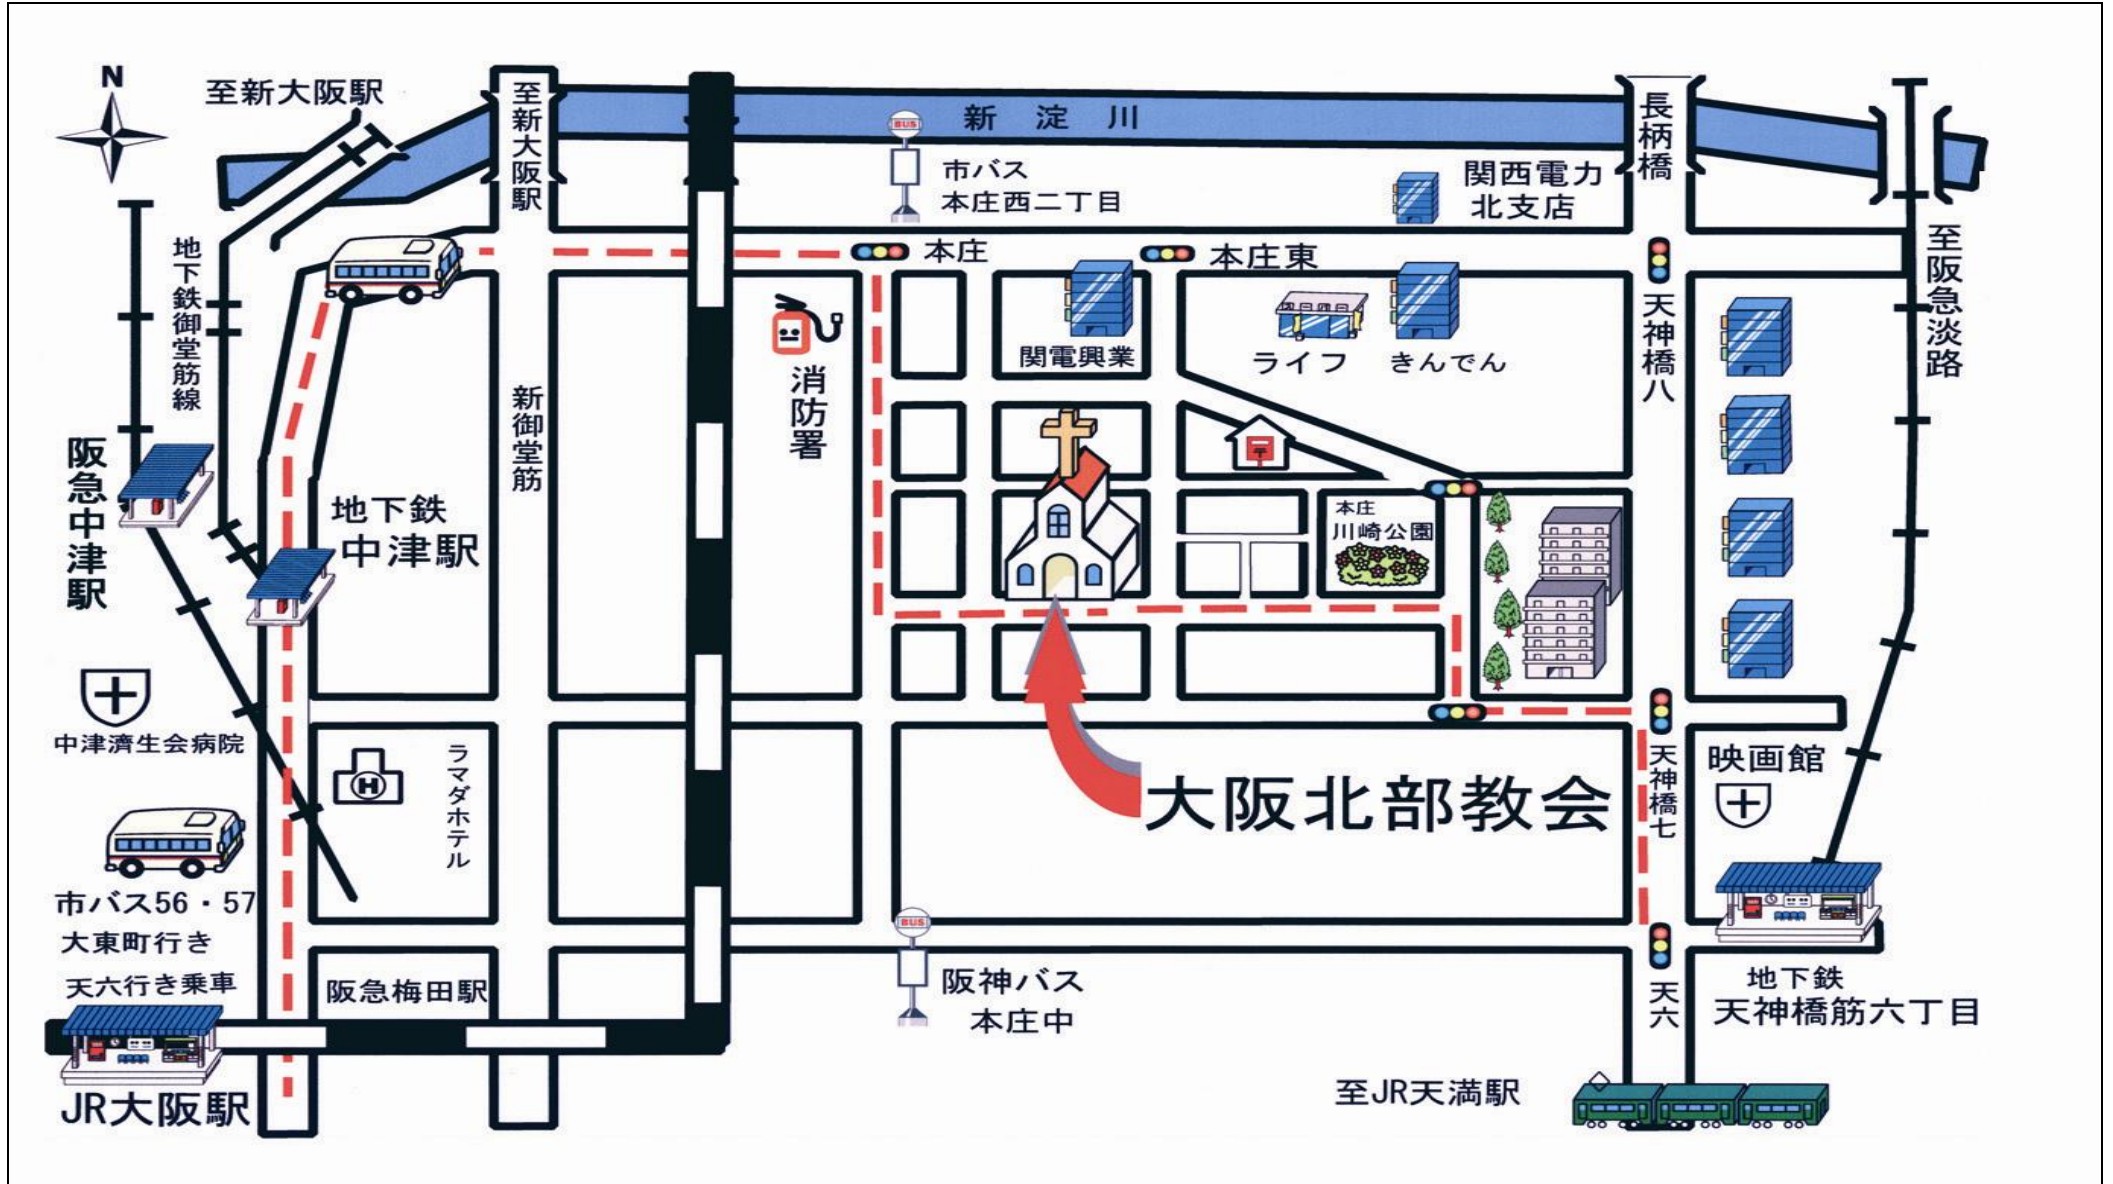 N
至新大阪駅
至新大阪駅
新淀川
BUS
市バス
本庄西二丁目
長柄橋
関西電力
北支店
至阪急淡路
地下鉄御堂筋線
本庄
本庄東
関電興業
ライフ
きんでん
天神橋八
消防署
新御堂筋
阪急中津駅
地下鉄
中津駅
〒
本庄
川崎公園
中津濟生会病院
H
ラマダホテル
大阪北部教会
天神橋七
映画館
市バス56・57
大東町行き
天六行き乗車
阪急梅田駅
BUS
阪神バス
本庄中
天六
地下鉄
天神橋筋六丁目
JR大阪駅
至JR天満駅